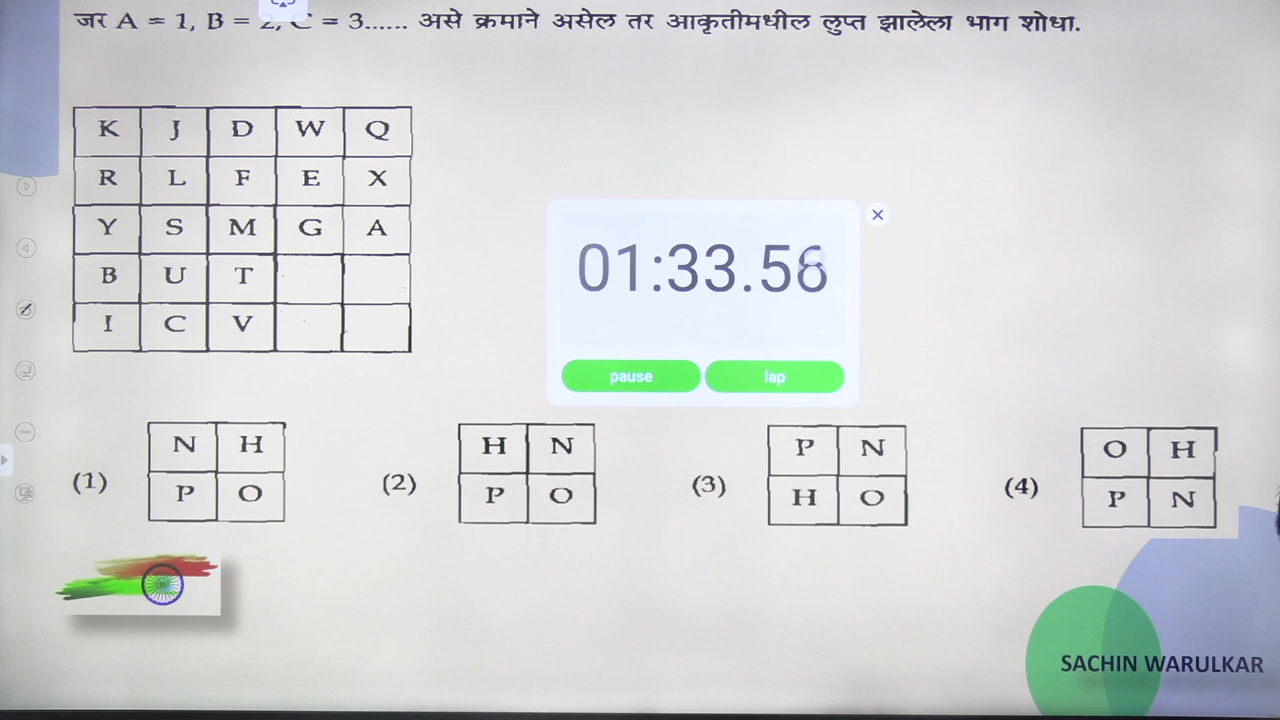 जर A = 1, B = 2, C = 3...... असे क्रमाने असेल तर आकृतीमधील लुप्त झालेला भाग शोधा.
K J D W Q
R L F E X
Y S M G A
B U T
I C V
01:33.56
pause lap
(1) N H
P O
(2) H N
P O
(3) P N
H O
(4) O H
P N
SACHIN WARULKAR